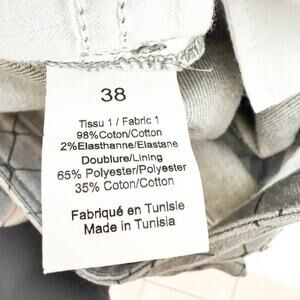 38
Tissu 1 / Fabric 1
98%Coton/Cotton
2%Elasthanne/Elastane
Doublure/Lining
65% Polyester/Polyester
35% Coton/Cotton
Fabriqué en Tunisie
Made in Tunisia